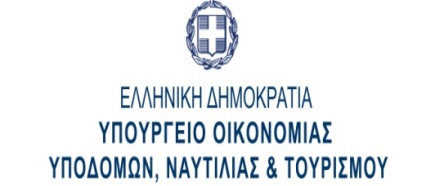 ΕΛΛΗΝΙΚΗ ΔΗΜΟΚΡΑΤΙΑ
ΥΠΟΥΡΓΕΙΟ ΟΙΚΟΝΟΜΙΑΣ
ΥΠΟΔΟΜΩΝ, ΝΑΥΤΙΛΙΑΣ & ΤΟΥΡΙΣΜΟΥ